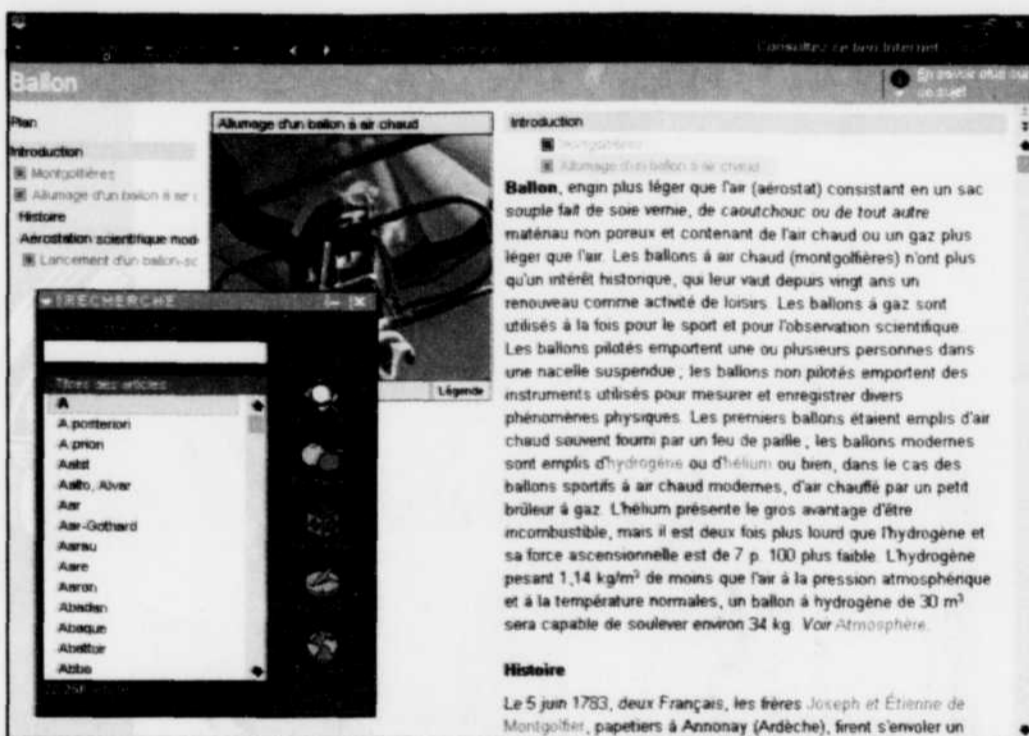 Consultez ce lien Internet
Ballon
En savoir plus sur
ce sujet
Plan
Introduction
Montgolfières
Allumage d'un ballon à air c
Histoire
Aérostation scientifique mod
Lancement d'un ballon-so
Allumage d'un ballon à air chaud
Légende
RECHERCHE
Titres des articles
A
A posteriori
A priori
Aalst
Aalto, Alvar
Aar
Aar-Gothard
Aarau
Aare
Aaron
Abadan
Abaque
Abattoir
Abba
Introduction
Montgolfières
Allumage d'un ballon à air chaud
Ballon, engin plus léger que l'air (aérostat) consistant en un sac
souple fait de soie vernie, de caoutchouc ou de tout autre
matériau non poreux et contenant de l'air chaud ou un gaz plus
léger que l'air. Les ballons à air chaud (montgolfières) n'ont plus
qu'un intérêt historique, qui leur vaut depuis vingt ans un
renouveau comme activité de loisirs. Les ballons à gaz sont
utilisés à la fois pour le sport et pour l'observation scientifique.
Les ballons pilotés emportent une ou plusieurs personnes dans
une nacelle suspendue ; les ballons non pilotés emportent des
instruments utilisés pour mesurer et enregistrer divers
phénomènes physiques. Les premiers ballons étaient emplis d'air
chaud souvent fourni par un feu de paille ; les ballons modernes
sont emplis d'hydrogène ou d'hélium ou bien, dans le cas des
ballons sportifs à air chaud modernes, d'air chauffé par un petit
brûleur à gaz. L'hélium présente le gros avantage d'être
incombustible, mais il est deux fois plus lourd que l'hydrogène et
sa force ascensionnelle est de 7 p. 100 plus faible. L'hydrogène
pesant 1,14 kg/m³ de moins que l'air à la pression atmosphérique
et à la température normales, un ballon à hydrogène de 30 m³
sera capable de soulever environ 34 kg. Voir Atmosphère.
Histoire
Le 5 juin 1783, deux Français, les frères Joseph et Étienne de
Montgolfier, papetiers à Annonay (Ardèche), firent s'envoler un